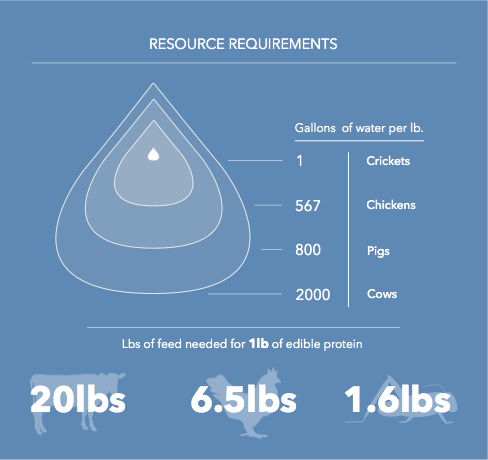 RESOURCE REQUIREMENTS
Gallons of water per lb.
1 Crickets
567 Chickens
800 Pigs
2000 Cows
Lbs of feed needed for 1lb of edible protein
20lbs 6.5lbs 1.6lbs